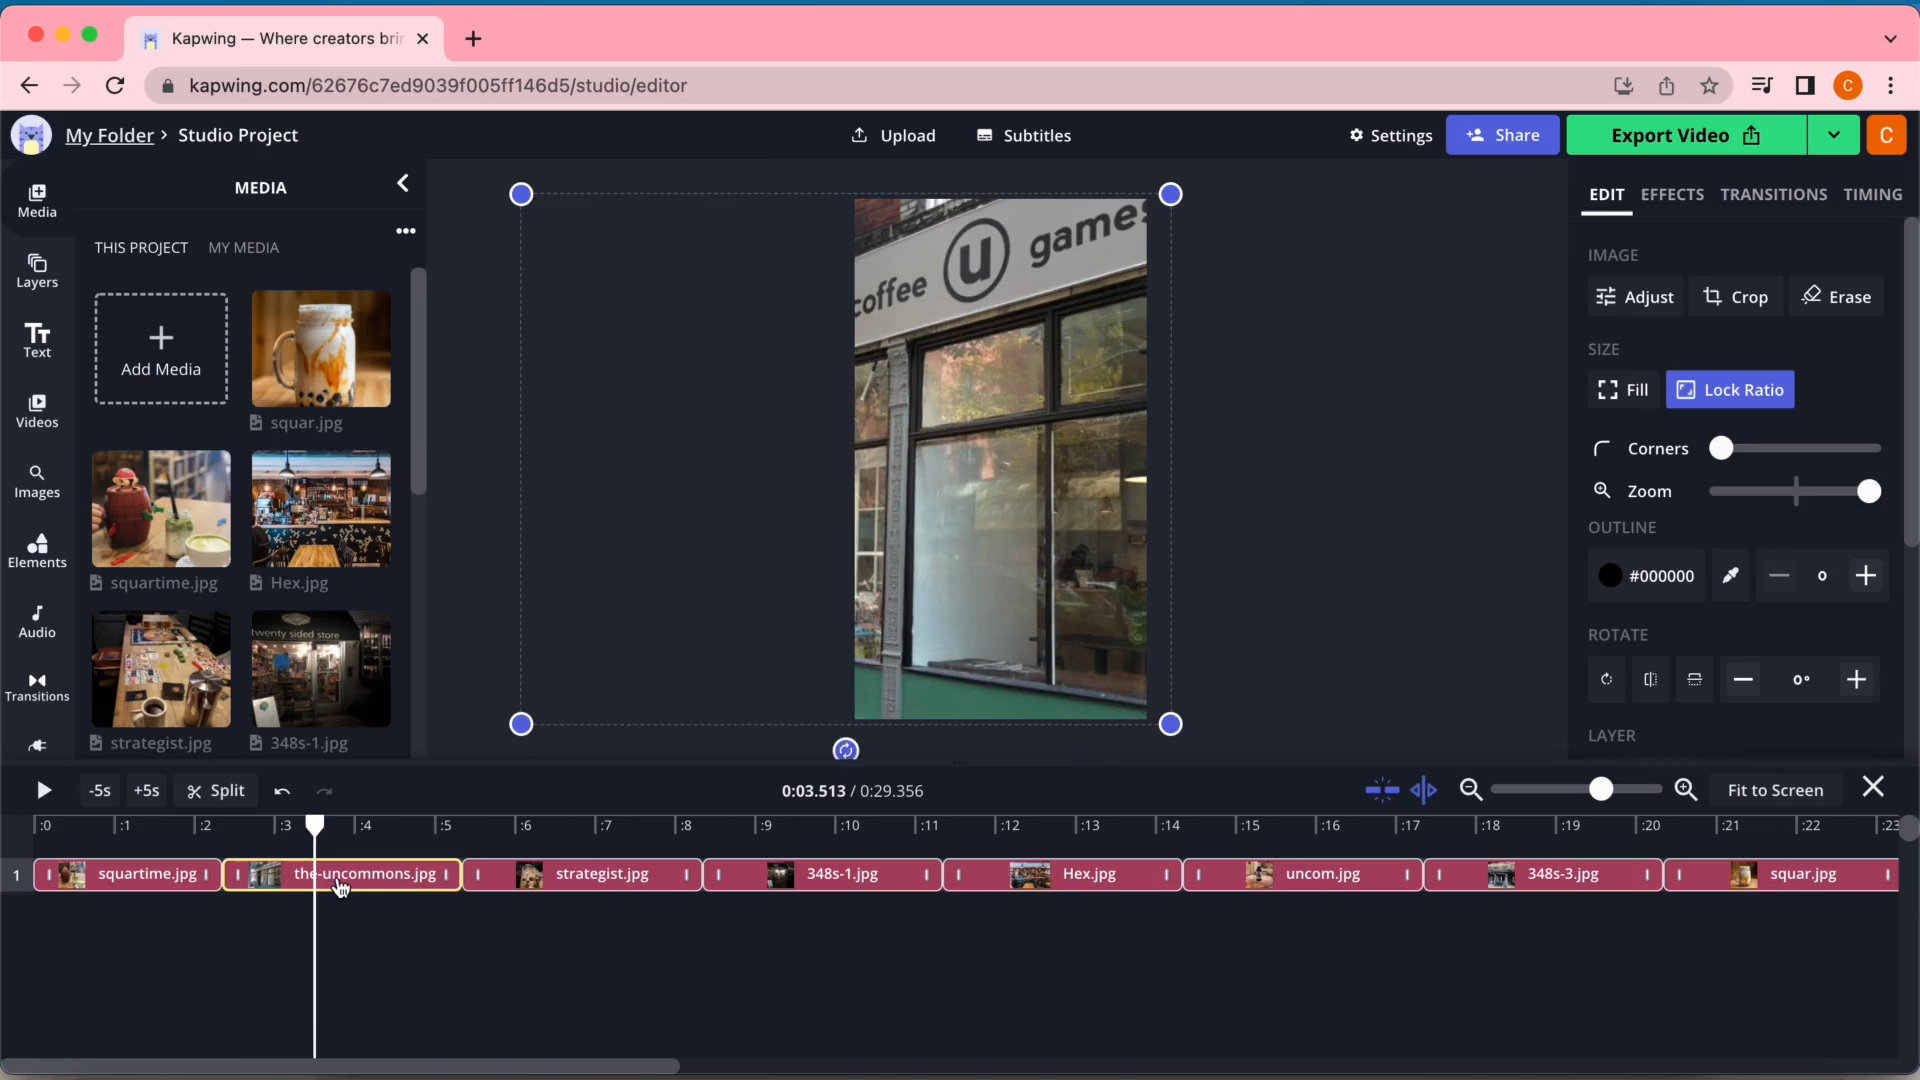 Kapwing — Where creators brin
kapwing.com/62676c7ed9039f005ff146d5/studio/editor
C
My Folder > Studio Project
Upload
Subtitles
Settings
Share
Export Video
C
Media
Layers
Text
Videos
Images
Elements
Audio
Transitions
MEDIA
THIS PROJECT
MY MEDIA
Add Media
squar.jpg
squartime.jpg
Hex.jpg
twenty sided store
strategist.jpg
348s-1.jpg
coffee u games
EDIT
EFFECTS
TRANSITIONS
TIMING
IMAGE
Adjust
Crop
Erase
SIZE
Fill
Lock Ratio
Corners
Zoom
OUTLINE
#000000
0
ROTATE
0°
LAYER
-5s
+5s
Split
0:03.513 / 0:29.356
Fit to Screen
:0 :1 :2 :3 :4 :5 :6 :7 :8 :9 :10 :11 :12 :13 :14 :15 :16 :17 :18 :19 :20 :21 :22 :23
1
squartime.jpg
the-uncommons.jpg
strategist.jpg
348s-1.jpg
Hex.jpg
uncom.jpg
348s-3.jpg
squar.jpg